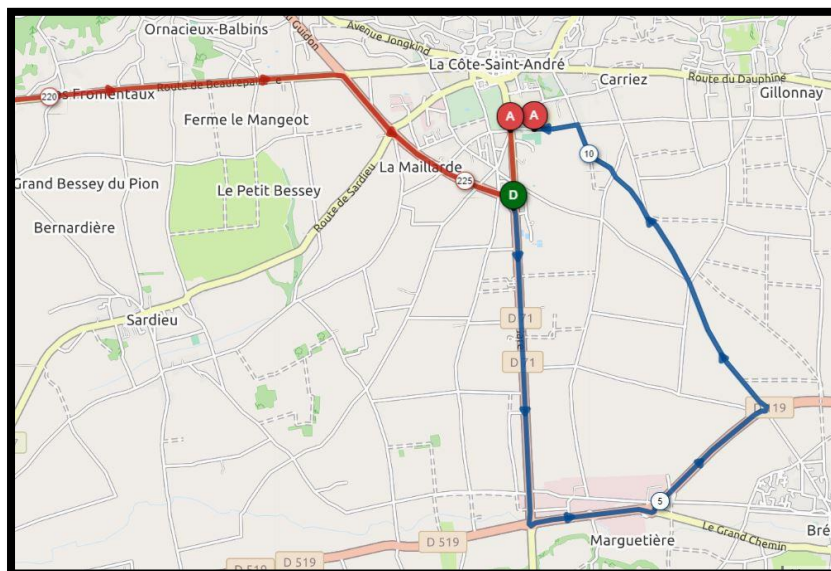 Ornacieux-Balbins
du Guidon
Avenue Jongkind
La Côte-Saint-André
Carriez
Route du Dauphiné
Gillonnay
220
Fromentaux
Route de Beaurepaire
Ferme le Mangeot
A
A
10
La Maillarde
225
Grand Bessey du Pion
Le Petit Bessey
D
Bernardière
Route de Sardieu
Sardieu
D 71
D 71
D 519
5
Le Grand Chemin
Bré
D 519
D 519
Marguetière